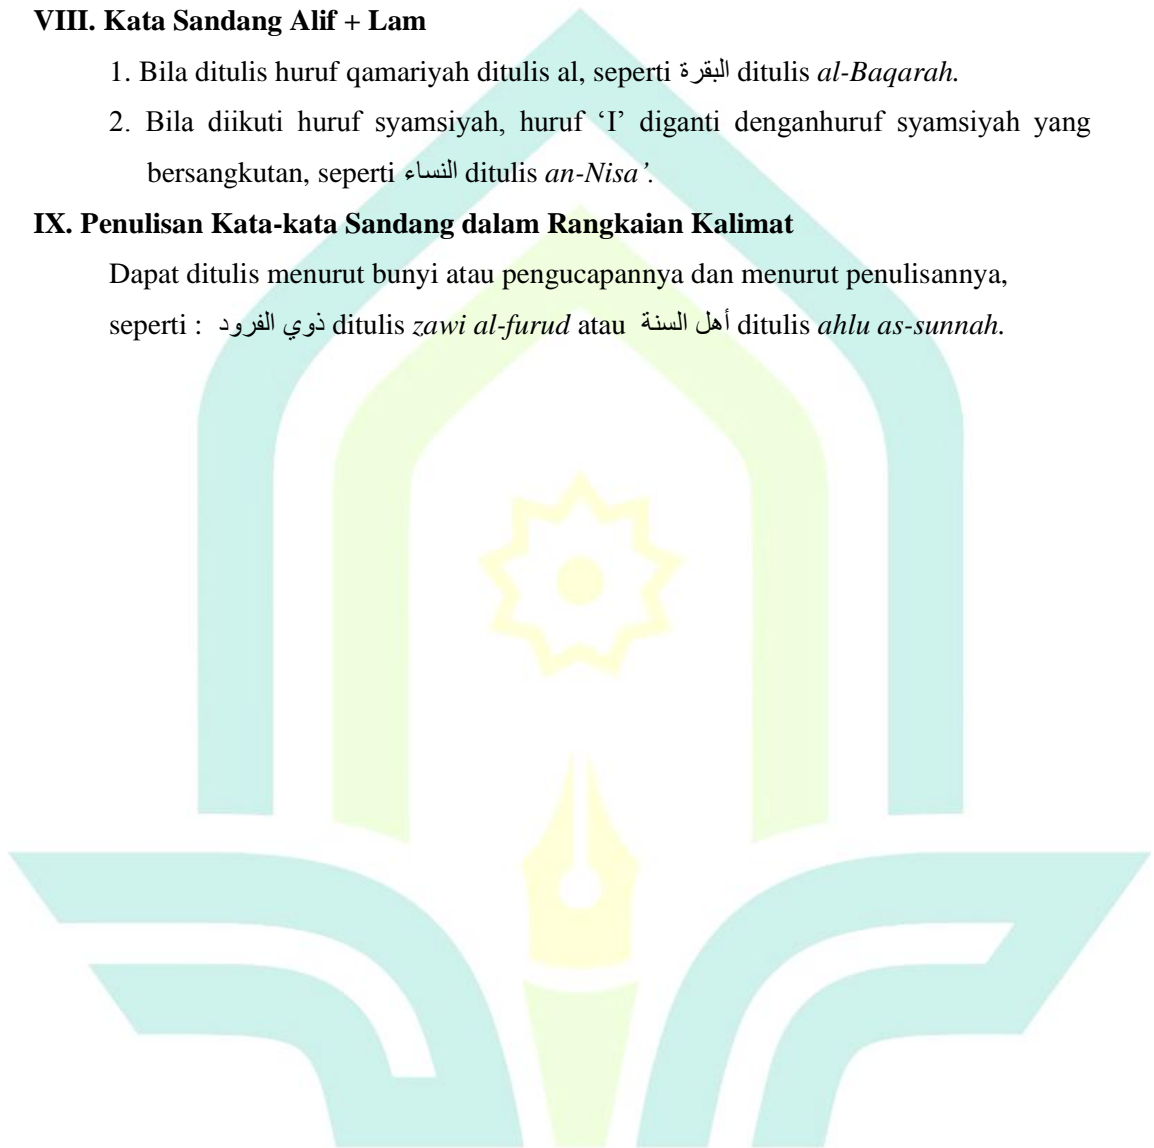 VIII. Kata Sandang Alif + Lam
1. Bila ditulis huruf qamariyah ditulis al, seperti البقرة ditulis al-Baqarah.
2. Bila diikuti huruf syamsiyah, huruf ‘I’ diganti denganhuruf syamsiyah yang
bersangkutan, seperti النساء ditulis an-Nisa’.
IX. Penulisan Kata-kata Sandang dalam Rangkaian Kalimat
Dapat ditulis menurut bunyi atau pengucapannya dan menurut penulisannya,
seperti : ذوي الفرود ditulis zawi al-furud atau أهل السنة ditulis ahlu as-sunnah.